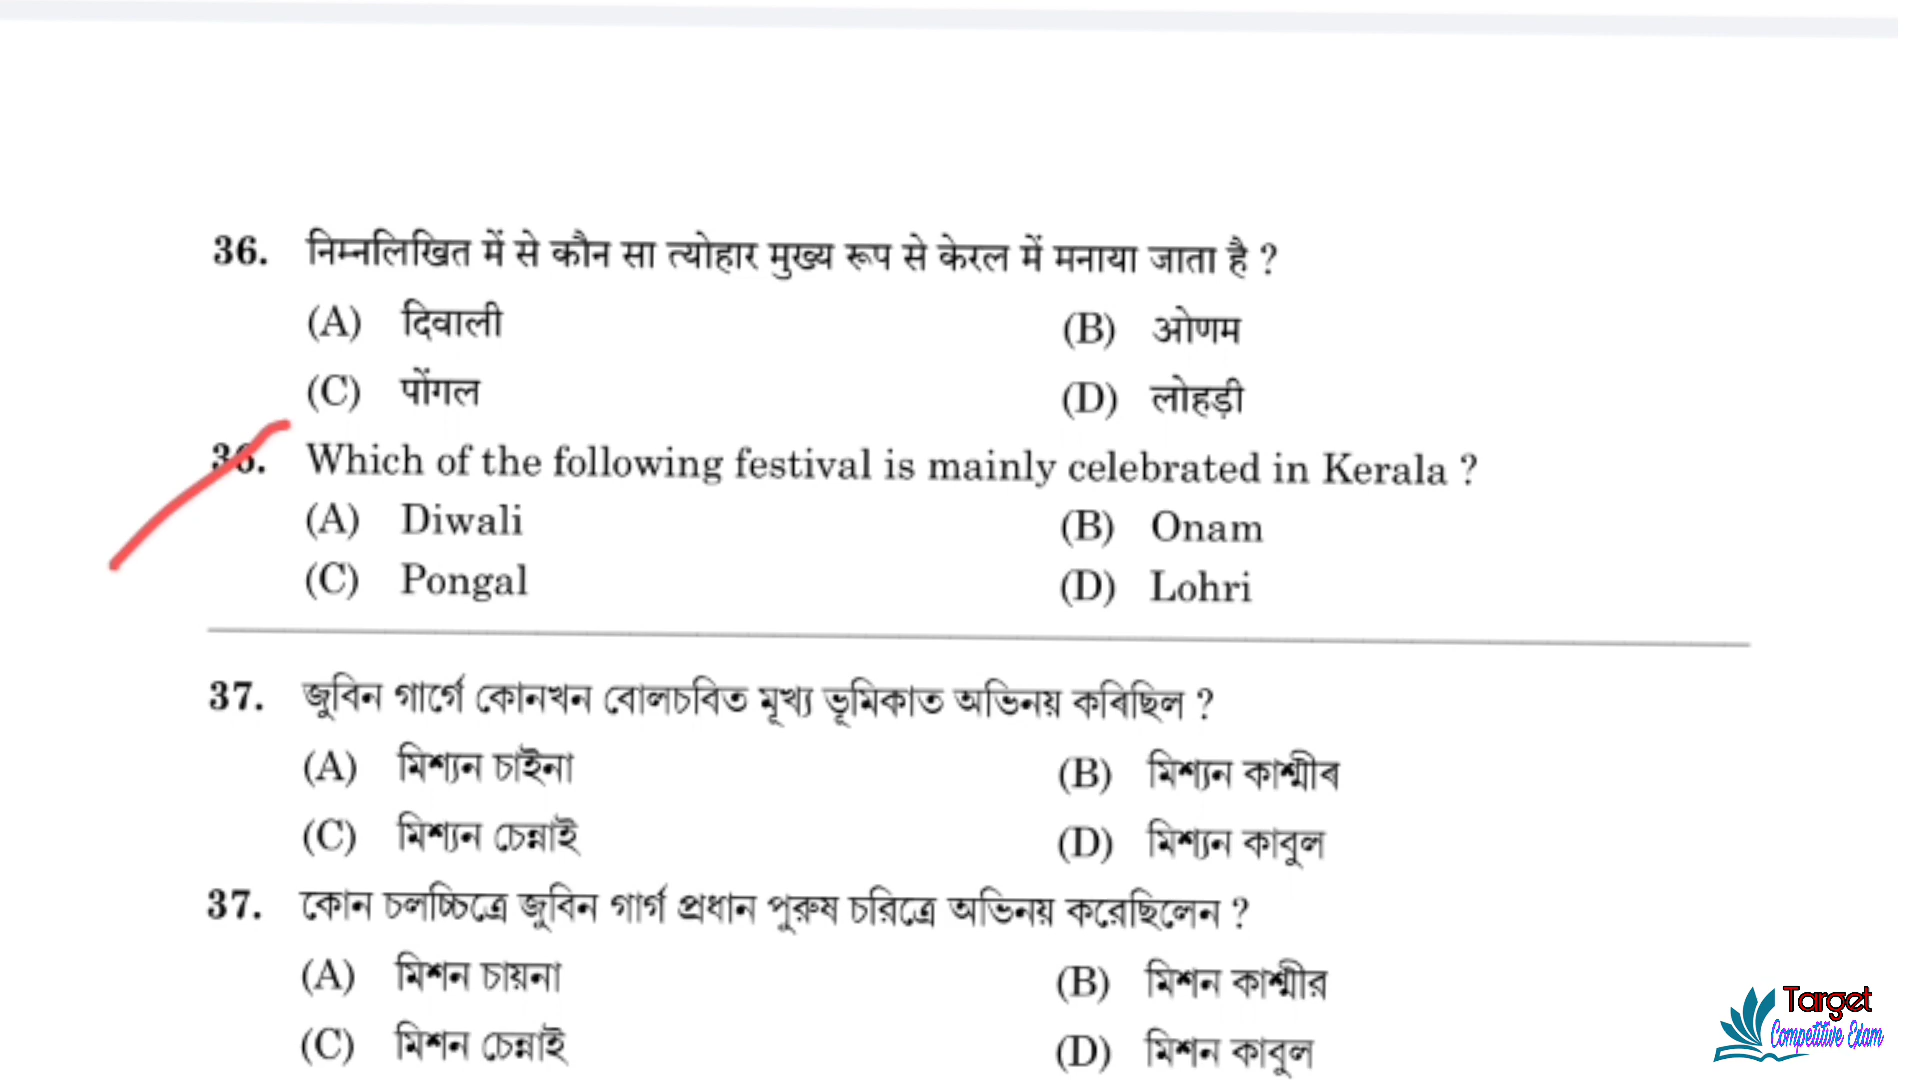 36. निम्नलिखित में से कौन सा त्योहार मुख्य रूप से केरल में मनाया जाता है ?
(A) दिवाली (B) ओणम
(C) पोंगल (D) लोहड़ी
36. Which of the following festival is mainly celebrated in Kerala ?
(A) Diwali (B) Onam
(C) Pongal (D) Lohri
37. জুবিন গার্গে কোনখন বোলচবিত মূখ্য ভূমিকাত অভিনয় কৰিছিল ?
(A) মিশ্যন চাইনা (B) মিশ্যন কাশ্মীৰ
(C) মিশ্যন চেন্নাই (D) মিশ্যন কাবুল
37. কোন চলচ্চিত্রে জুবিন গার্গ প্রধান পুরুষ চরিত্রে অভিনয় করেছিলেন ?
(A) মিশন চায়না (B) মিশন কাশ্মীর
(C) মিশন চেন্নাই (D) মিশন কাবুল
Target
Competitive Exam